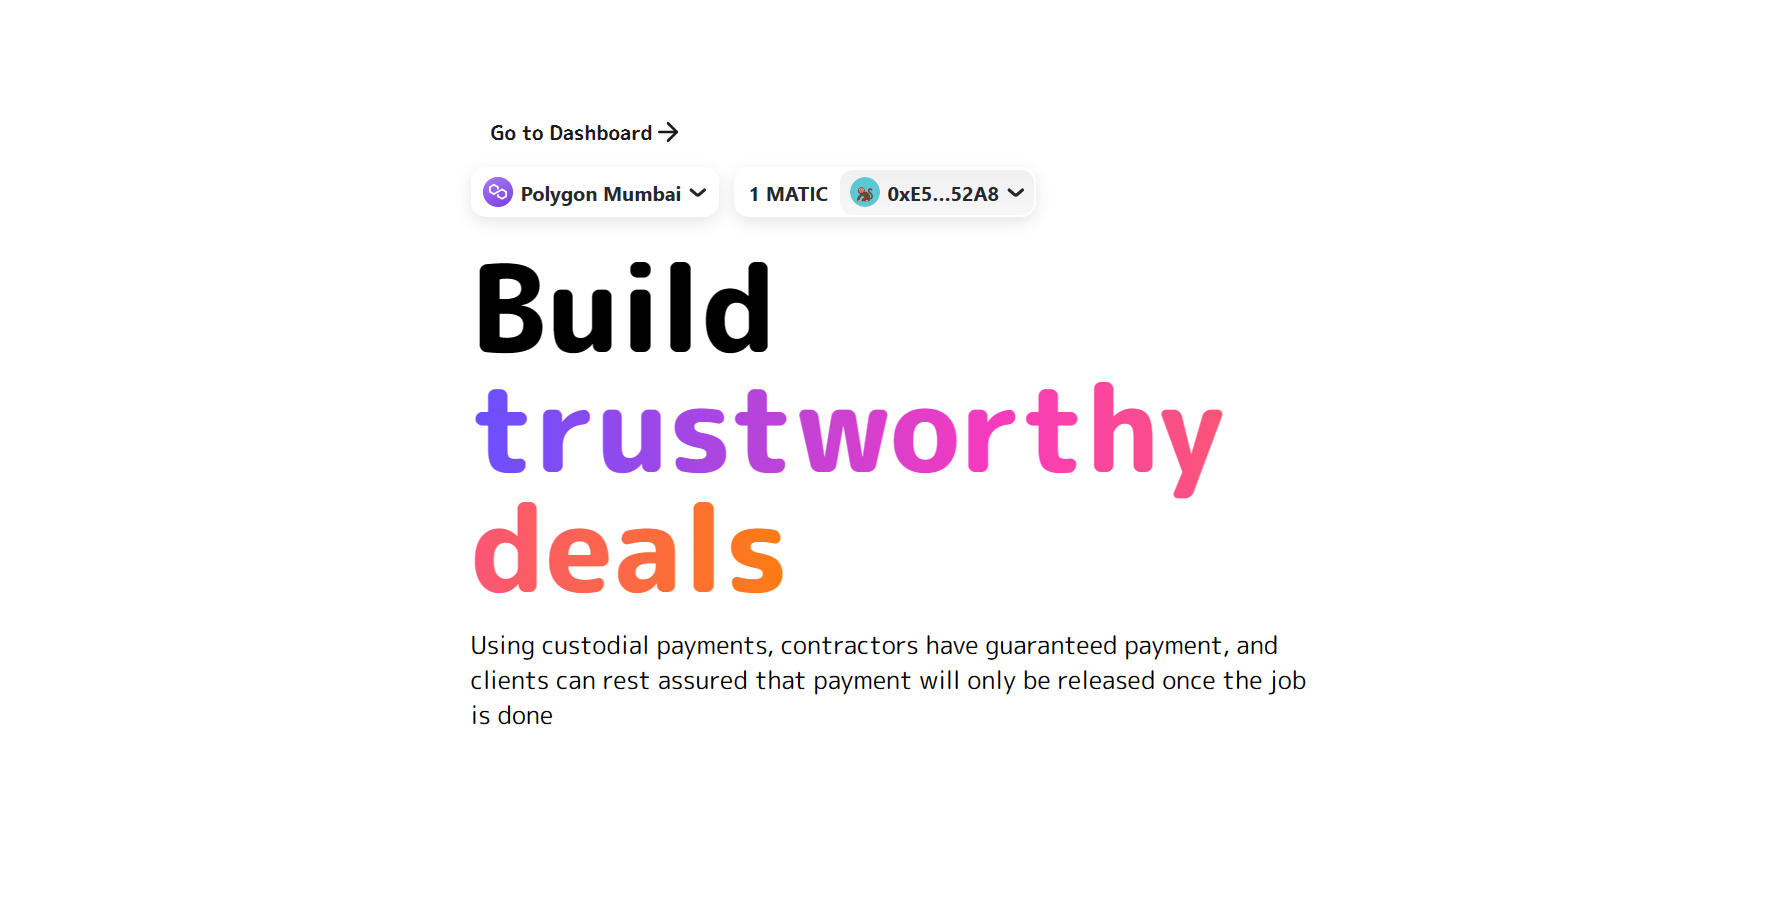 Go to Dashboard
Polygon Mumbai 1 MATIC 0xE5...52A8
Build
trustworthy
deals
Using custodial payments, contractors have guaranteed payment, and
clients can rest assured that payment will only be released once the job
is done